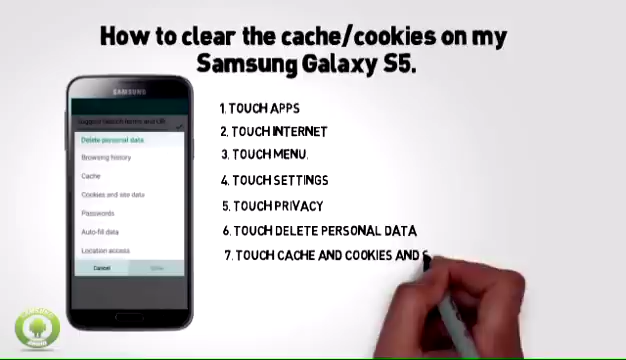 How to clear the cache/cookies on my
Samsung Galaxy S5.
SAMSUNG
Delete personal data
Browsing history
Cache
Cookies and site data
Passwords
Auto-fill data
Location access
Cancel
1. TOUCH APPS
2. TOUCH INTERNET
3. TOUCH MENU.
4. TOUCH SETTINGS
5. TOUCH PRIVACY
6. TOUCH DELETE PERSONAL DATA
7. TOUCH CACHE AND COOKIES AND S